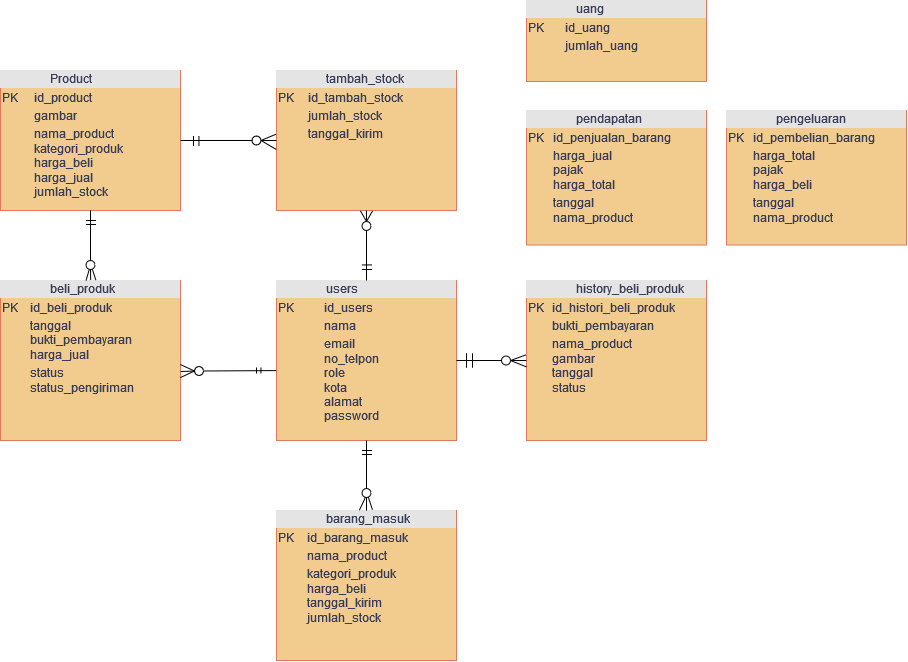 uang
PK id_uang
jumlah_uang
Product
PK id_product
gambar
nama_product
kategori_produk
harga_beli
harga_jual
jumlah_stock
tambah_stock
PK id_tambah_stock
jumlah_stock
tanggal_kirim
pendapatan
PK id_penjualan_barang
harga_jual
pajak
harga_total
tanggal
nama_product
pengeluaran
PK id_pembelian_barang
harga_total
pajak
harga_beli
tanggal
nama_product
beli_produk
PK id_beli_produk
tanggal
bukti_pembayaran
harga_jual
status
status_pengiriman
users
PK id_users
nama
email
no_telpon
role
kota
alamat
password
history_beli_produk
PK id_histori_beli_produk
bukti_pembayaran
nama_product
gambar
tanggal
status
barang_masuk
PK id_barang_masuk
nama_product
kategori_produk
harga_beli
tanggal_kirim
jumlah_stock